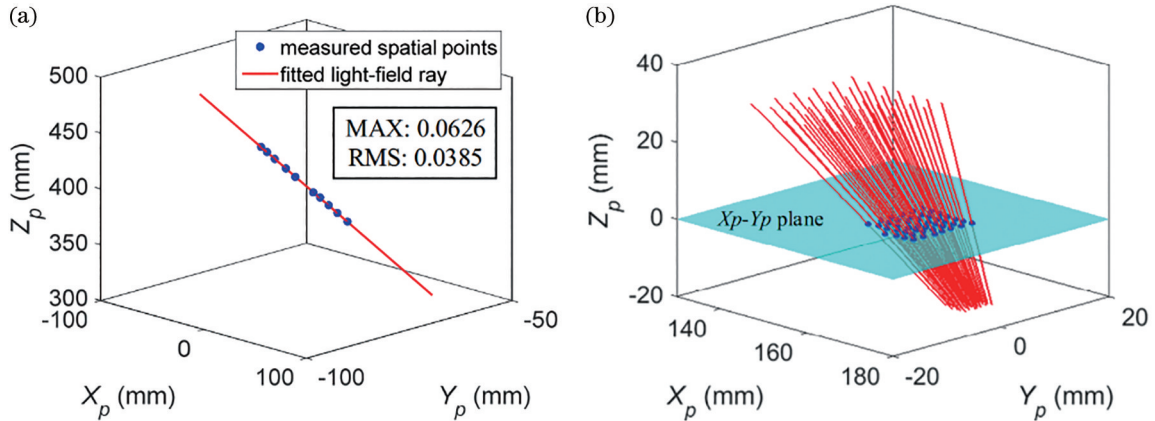 (a)
measured spatial points
fitted light-field ray
MAX: 0.0626
RMS: 0.0385
500
450
400
350
300
Z_p (mm)
-100
0
100
X_p (mm)
-100
-50
Y_p (mm)
(b)
40
20
0
-20
Z_p (mm)
Xp-Yp plane
140
160
180
X_p (mm)
-20
0
20
Y_p (mm)